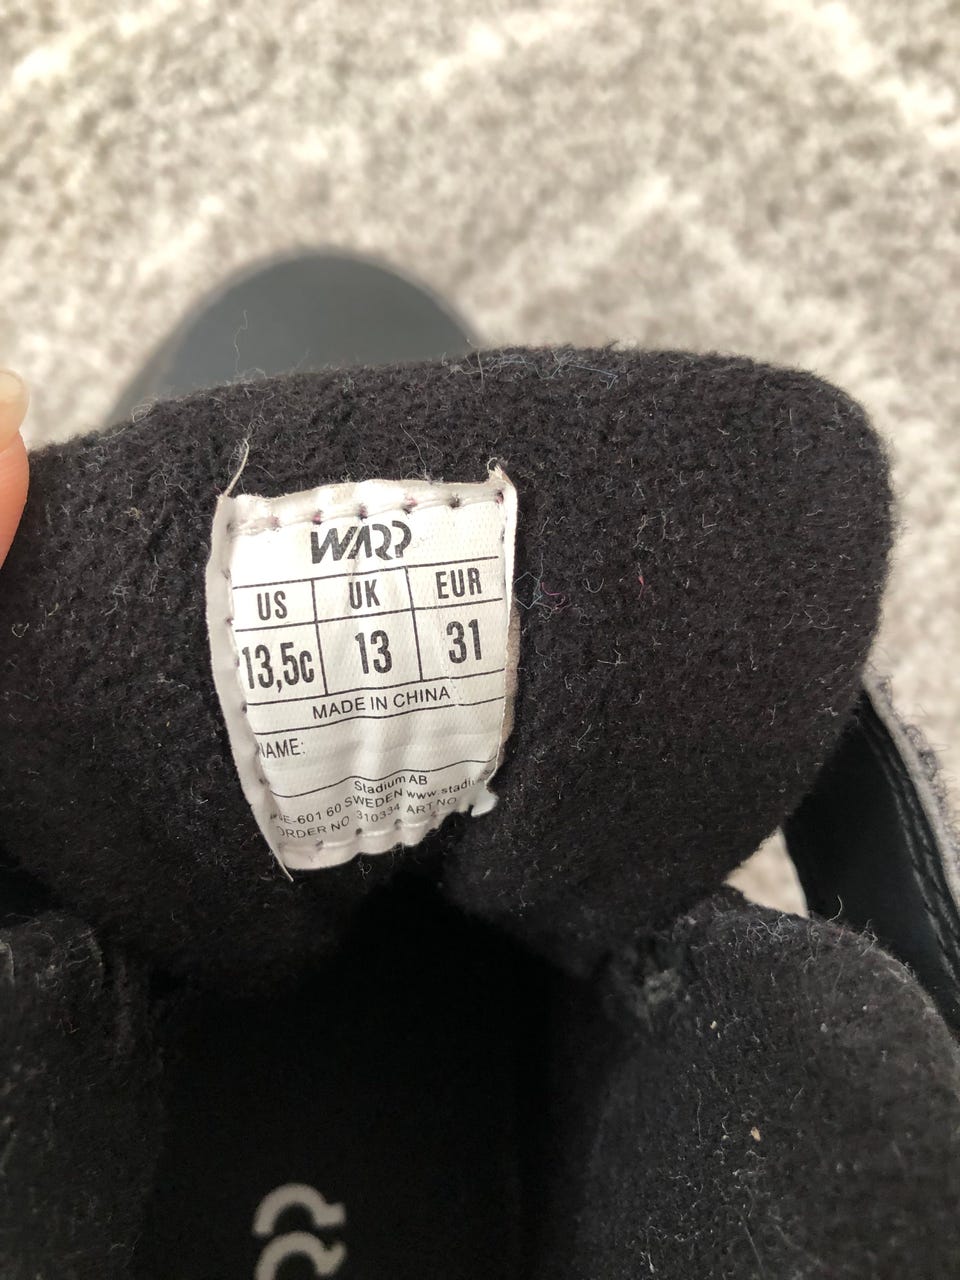 WARP
US UK EUR
13,5c 13 31
MADE IN CHINA
NAME:
Stadium AB
SE-601 60 SWEDEN www.stadiu
ORDER NO 310334 ART NO